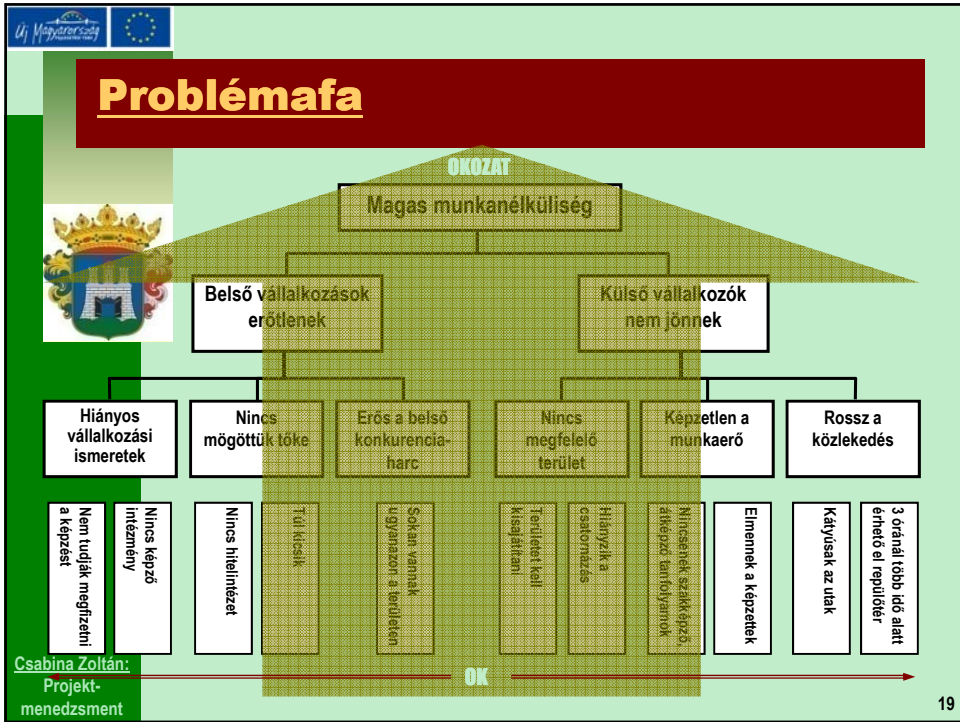 Új Magyarország
Problémafa
OKOZAT
Magas munkanélküliség
Belső vállalkozások
erőtlenek
Külső vállalkozók
nem jönnek
Hiányos
vállalkozási
ismeretek
Nincs
mögöttük tőke
Erős a belső
konkurencia-
harc
Nincs
megfelelő
terület
Képzetlen a
munkaerő
Rossz a
közlekedés
Nem tudják megfizetni
a képzést
Nincs képző
intézmény
Nincs hitelintézet
Túl kicsik
Sokan vannak
ugyanazon a területen
Területet kell
kisajátítani
Hiányzik a
csatornázás
Nincsenek szakképző,
átképző tanfolyamok
Elmennek a képzettek
Kátyúsak az utak
3 óránál több idő alatt
érhető el repülőtér
OK
Csabina Zoltán:
Projekt-
menedzsment
19